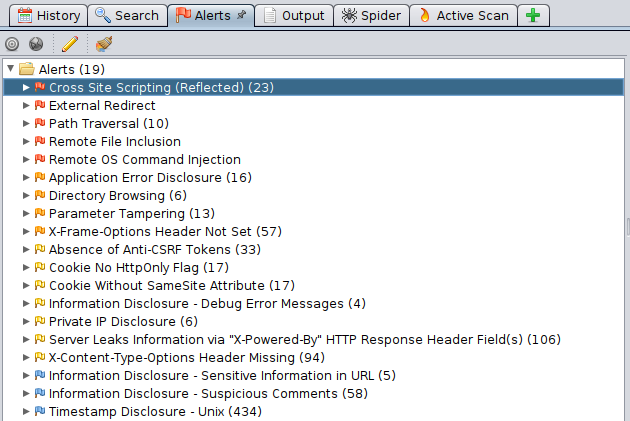 History Search Alerts Output Spider Active Scan
Alerts (19)
Cross Site Scripting (Reflected) (23)
External Redirect
Path Traversal (10)
Remote File Inclusion
Remote OS Command Injection
Application Error Disclosure (16)
Directory Browsing (6)
Parameter Tampering (13)
X-Frame-Options Header Not Set (57)
Absence of Anti-CSRF Tokens (33)
Cookie No HttpOnly Flag (17)
Cookie Without SameSite Attribute (17)
Information Disclosure - Debug Error Messages (4)
Private IP Disclosure (6)
Server Leaks Information via "X-Powered-By" HTTP Response Header Field(s) (106)
X-Content-Type-Options Header Missing (94)
Information Disclosure - Sensitive Information in URL (5)
Information Disclosure - Suspicious Comments (58)
Timestamp Disclosure - Unix (434)